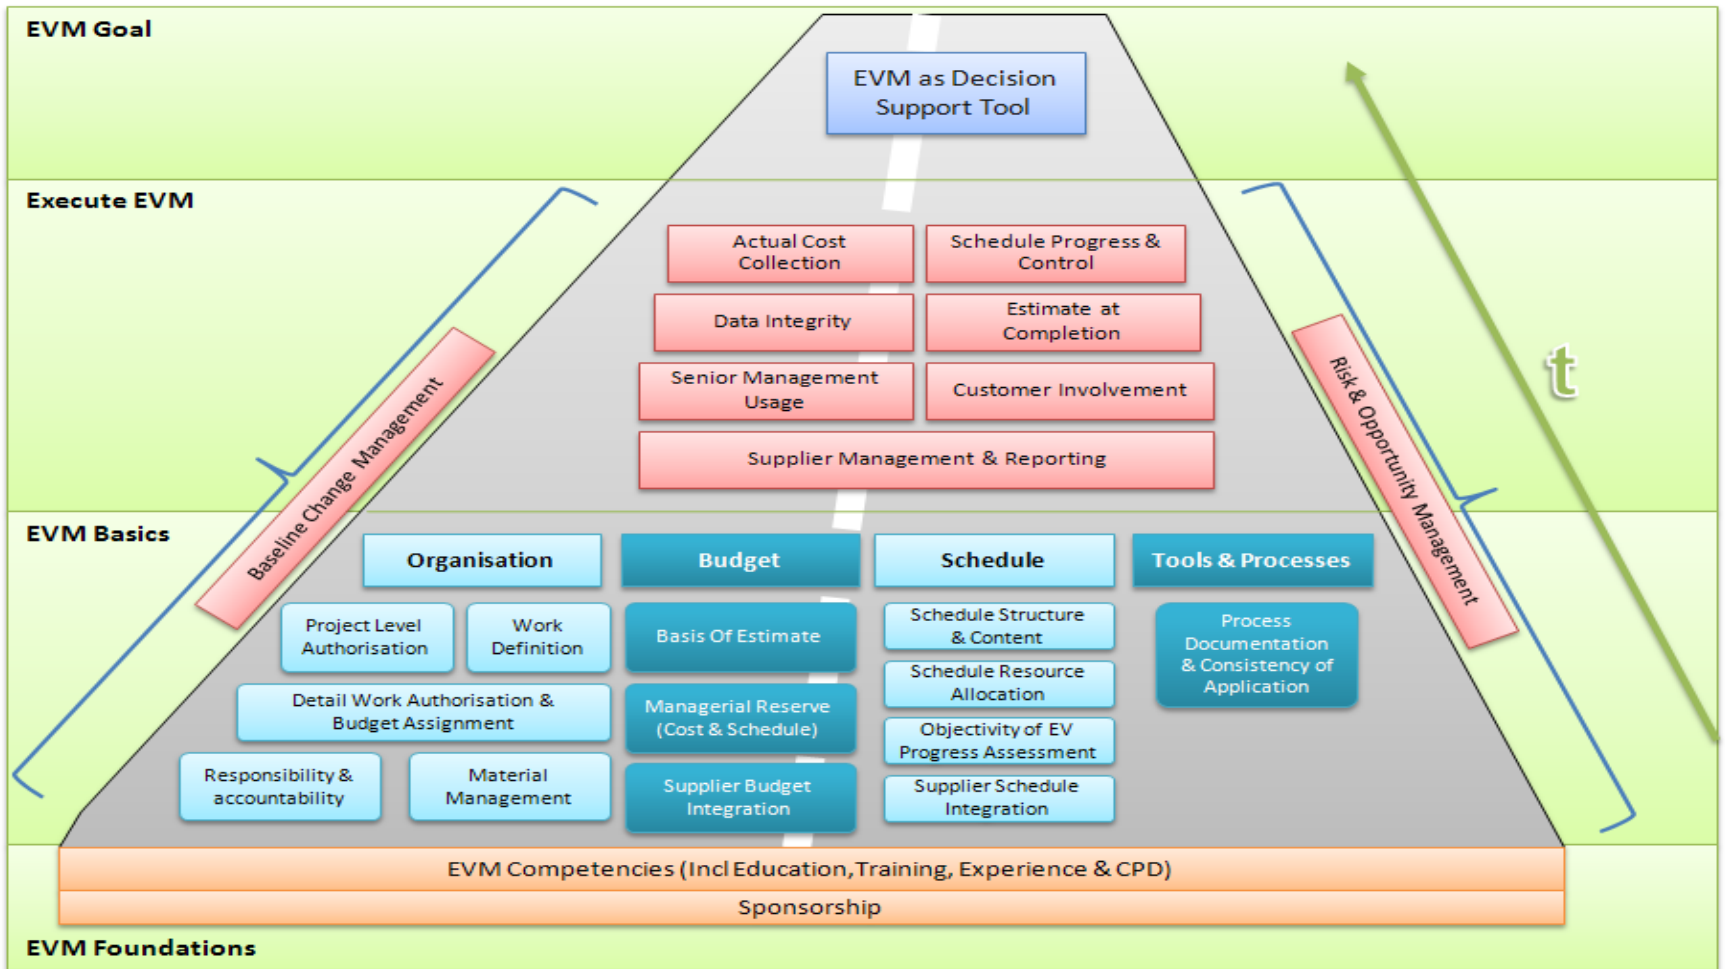 EVM Goal
EVM as Decision
Support Tool
Execute EVM
Actual Cost
Collection
Schedule Progress &
Control
Data Integrity
Estimate at
Completion
Senior Management
Usage
Customer Involvement
Supplier Management & Reporting
Baseline Change Management
Risk & Opportunity Management
t
EVM Basics
Organisation
Budget
Schedule
Tools & Processes
Project Level
Authorisation
Work
Definition
Detail Work Authorisation &
Budget Assignment
Responsibility &
accountability
Material
Management
Basis Of Estimate
Managerial Reserve
(Cost & Schedule)
Supplier Budget
Integration
Schedule Structure
& Content
Schedule Resource
Allocation
Objectivity of EV
Progress Assessment
Supplier Schedule
Integration
Process
Documentation
& Consistency of
Application
EVM Competencies (Incl Education, Training, Experience & CPD)
Sponsorship
EVM Foundations